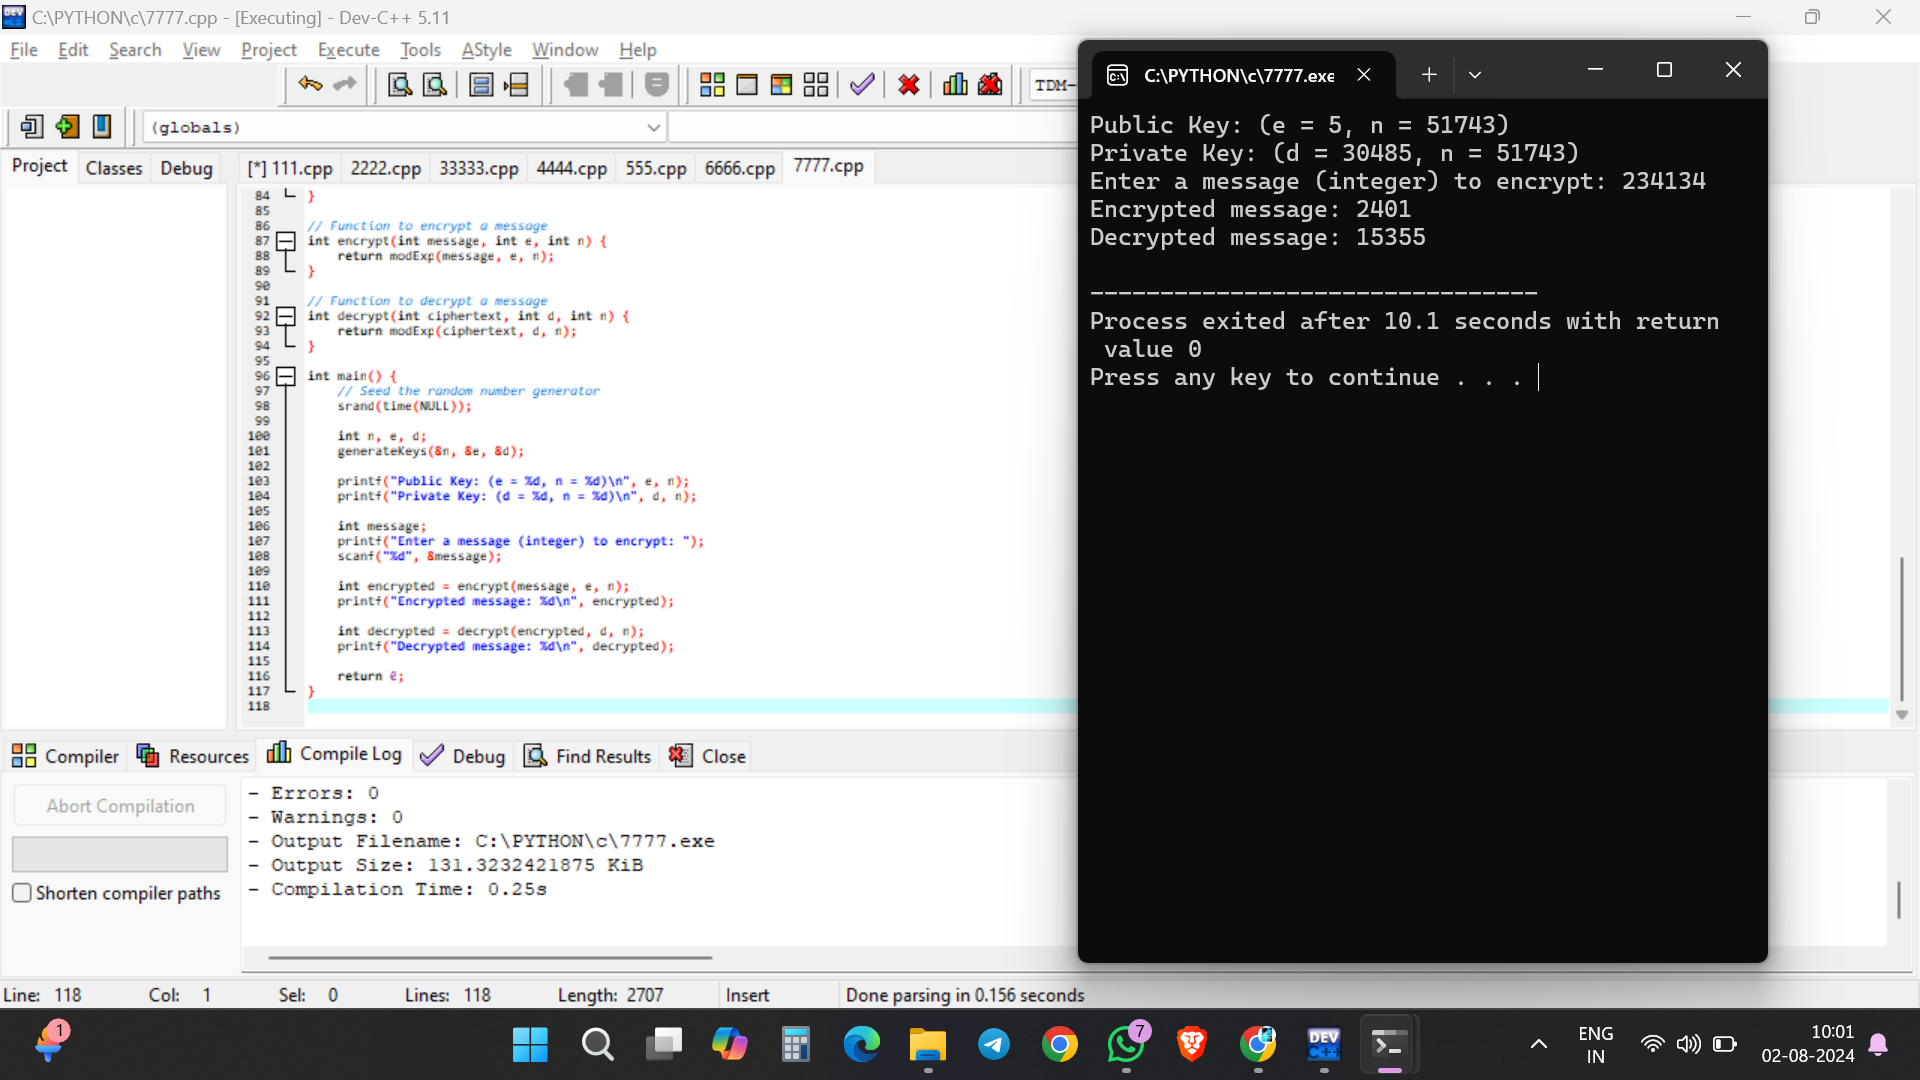 C:\PYTHON\c\7777.cpp - [Executing] - Dev-C++ 5.11
File Edit Search View Project Execute Tools AStyle Window Help
TDM-
(globals)
Project Classes Debug
[*] 111.cpp 2222.cpp 33333.cpp 4444.cpp 555.cpp 6666.cpp 7777.cpp
84 }
85
86 // Function to encrypt a message
87 int encrypt(int message, int e, int n) {
88 return modExp(message, e, n);
89 }
90
91 // Function to decrypt a message
92 int decrypt(int ciphertext, int d, int n) {
93 return modExp(ciphertext, d, n);
94 }
95
96 int main() {
97 // Seed the random number generator
98 srand(time(NULL));
99
100 int n, e, d;
101 generateKeys(&n, &e, &d);
102
103 printf("Public Key: (e = %d, n = %d)\n", e, n);
104 printf("Private Key: (d = %d, n = %d)\n", d, n);
105
106 int message;
107 printf("Enter a message (integer) to encrypt: ");
108 scanf("%d", &message);
109
110 int encrypted = encrypt(message, e, n);
111 printf("Encrypted message: %d\n", encrypted);
112
113 int decrypted = decrypt(encrypted, d, n);
114 printf("Decrypted message: %d\n", decrypted);
115
116 return 0;
117 }
118
C:\PYTHON\c\7777.exe
Public Key: (e = 5, n = 51743)
Private Key: (d = 30485, n = 51743)
Enter a message (integer) to encrypt: 234134
Encrypted message: 2401
Decrypted message: 15355
--------------------------------
Process exited after 10.1 seconds with return
value 0
Press any key to continue . . .
Compiler Resources Compile Log Debug Find Results Close
Abort Compilation
Shorten compiler paths
- Errors: 0
- Warnings: 0
- Output Filename: C:\PYTHON\c\7777.exe
- Output Size: 131.3232421875 KiB
- Compilation Time: 0.25s
Line: 118 Col: 1 Sel: 0 Lines: 118 Length: 2707 Insert Done parsing in 0.156 seconds
1
7
DEV
C++
ENG
IN
10:01
02-08-2024